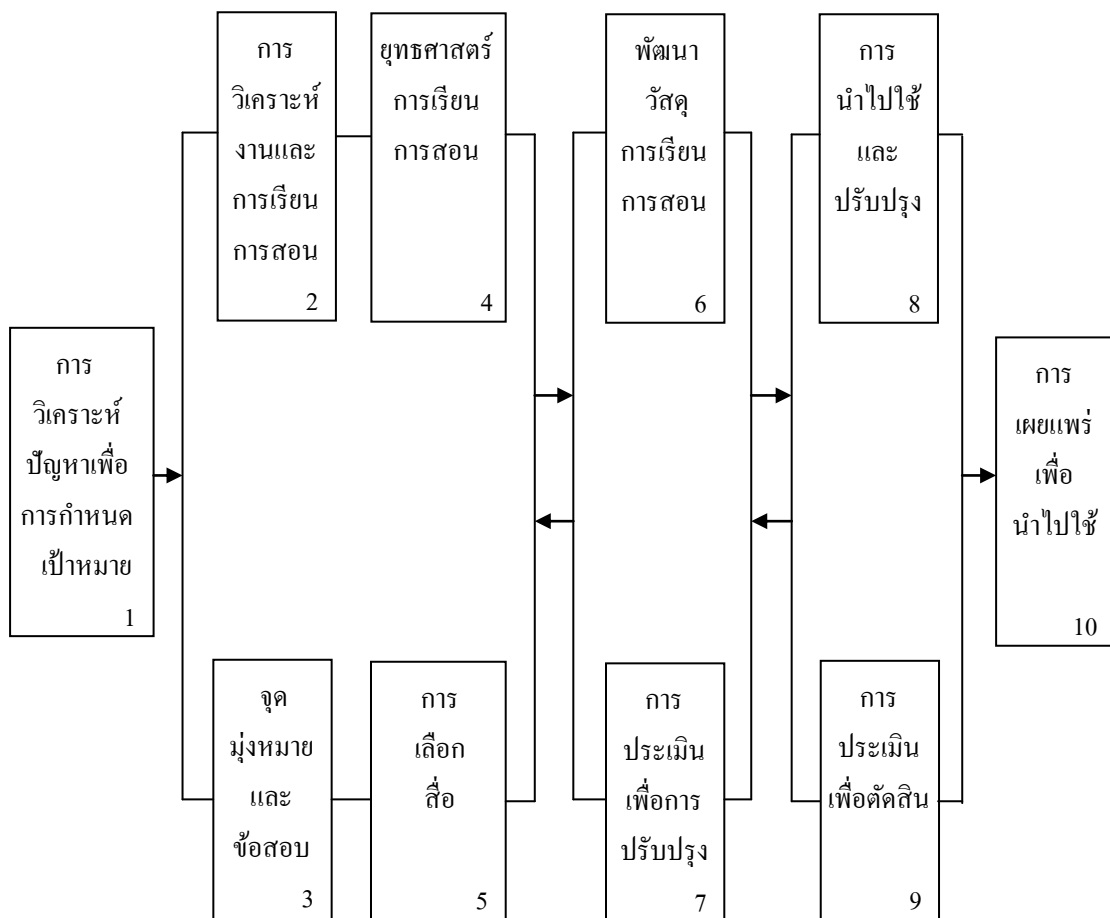 การ
วิเคราะห์
ปัญหาเพื่อ
การกำหนด
เป้าหมาย
1
การ
วิเคราะห์
งานและ
การเรียน
การสอน
2
จุด
มุ่งหมาย
และ
ข้อสอบ
3
ยุทธศาสตร์
การเรียน
การสอน
4
การ
เลือก
สื่อ
5
พัฒนา
วัสดุ
การเรียน
การสอน
6
การ
ประเมิน
เพื่อการ
ปรับปรุง
7
การ
นำไปใช้
และ
ปรับปรุง
8
การ
ประเมิน
เพื่อตัดสิน
9
การ
เผยแพร่
เพื่อ
นำไปใช้
10